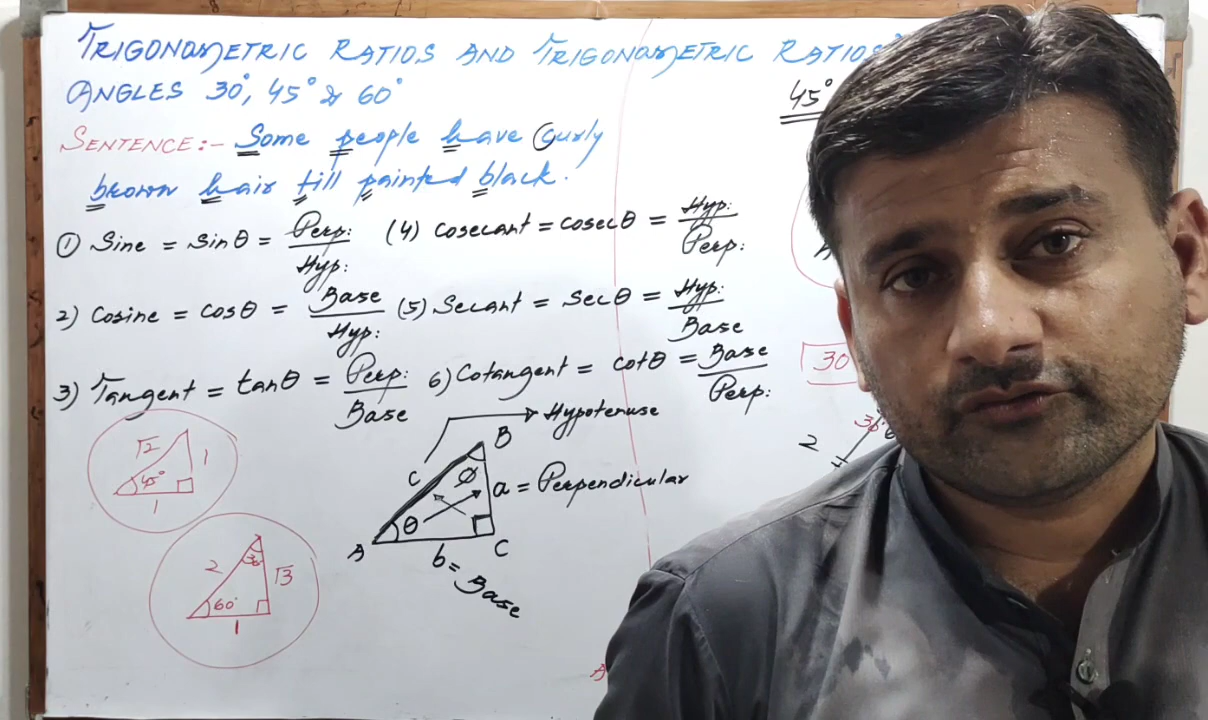 TRIGONOMETRIC RATIOS AND TRIGONOMETRIC RATIOS
ANGLES 30°, 45° & 60°
45°
SENTENCE:- Some people have Curly
brown hair till painted black.
① Sine = sinθ = Perp: / Hyp:
(4) Cosecant = cosecθ = Hyp: / Perp:
2) Cosine = cosθ = Base / Hyp:
(5) Secant = secθ = Hyp: / Base
3) Tangent = tanθ = Perp: / Base
6) Cotangent = cotθ = Base / Perp:
30
Hypotenuse
B
C
ϕ
a = Perpendicular
θ
A
C
b = Base
√2
1
45°
1
2
30°
√3
60°
1
2
30°
A